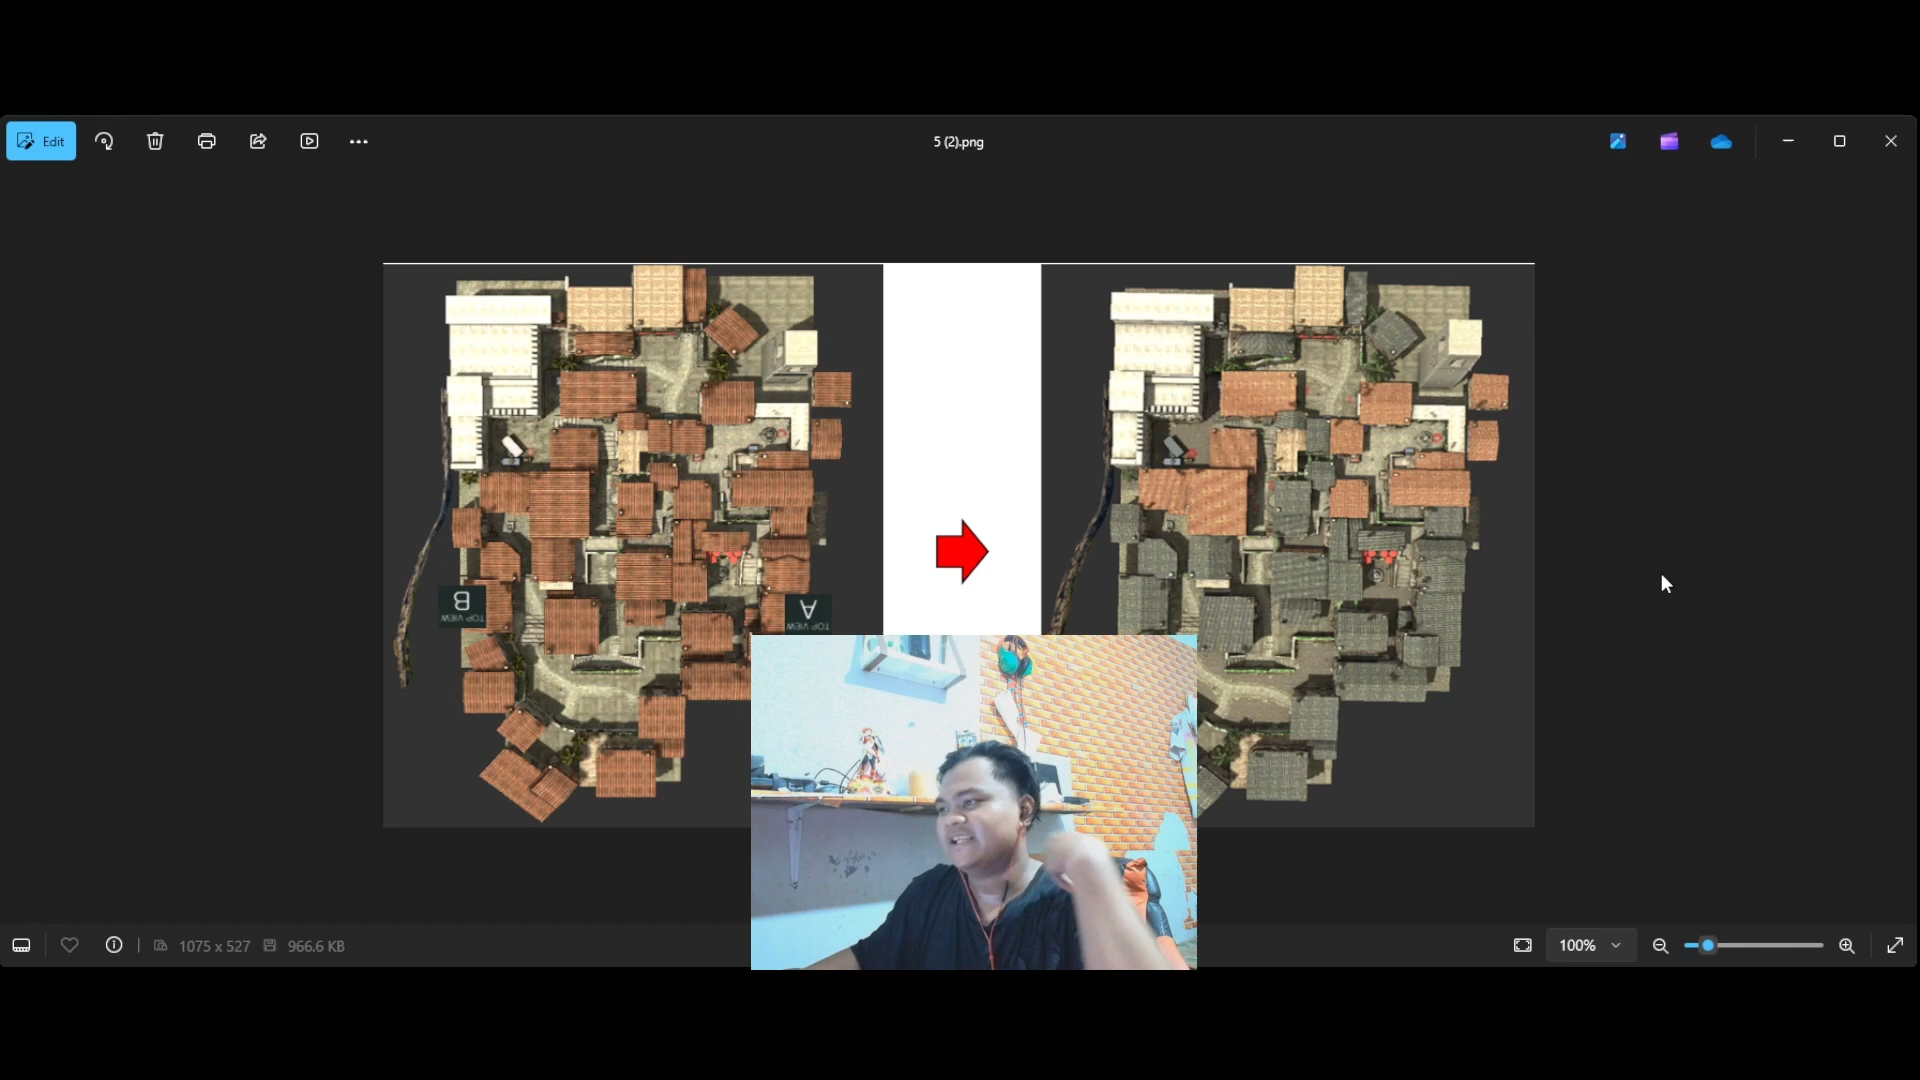 Edit
5 (2).png
B
TOP VIEW
A
TOP VIEW
1075 x 527
966.6 KB
100%